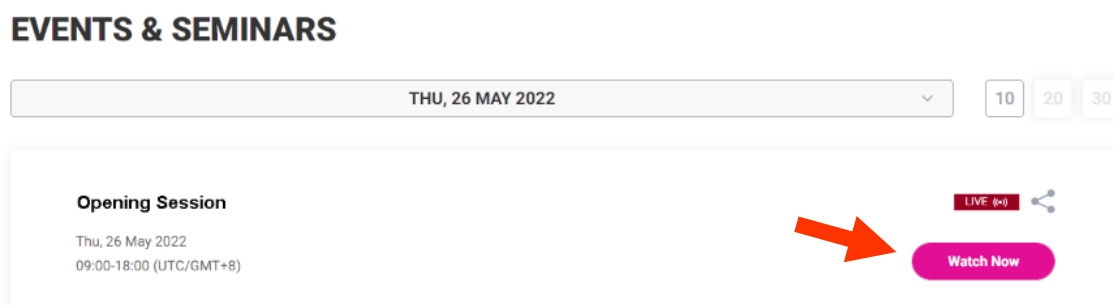 EVENTS & SEMINARS
THU, 26 MAY 2022
10 20 30
Opening Session
LIVE
Thu, 26 May 2022
09:00-18:00 (UTC/GMT+8)
Watch Now